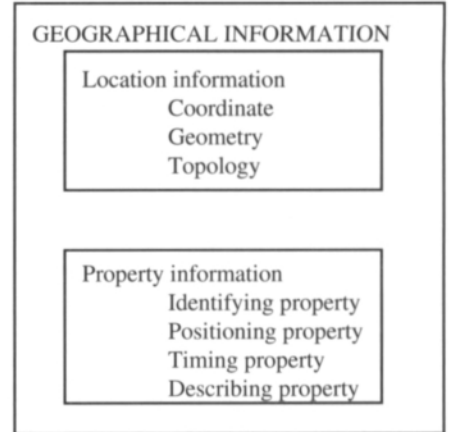 GEOGRAPHICAL INFORMATION
Location information
Coordinate
Geometry
Topology
Property information
Identifying property
Positioning property
Timing property
Describing property